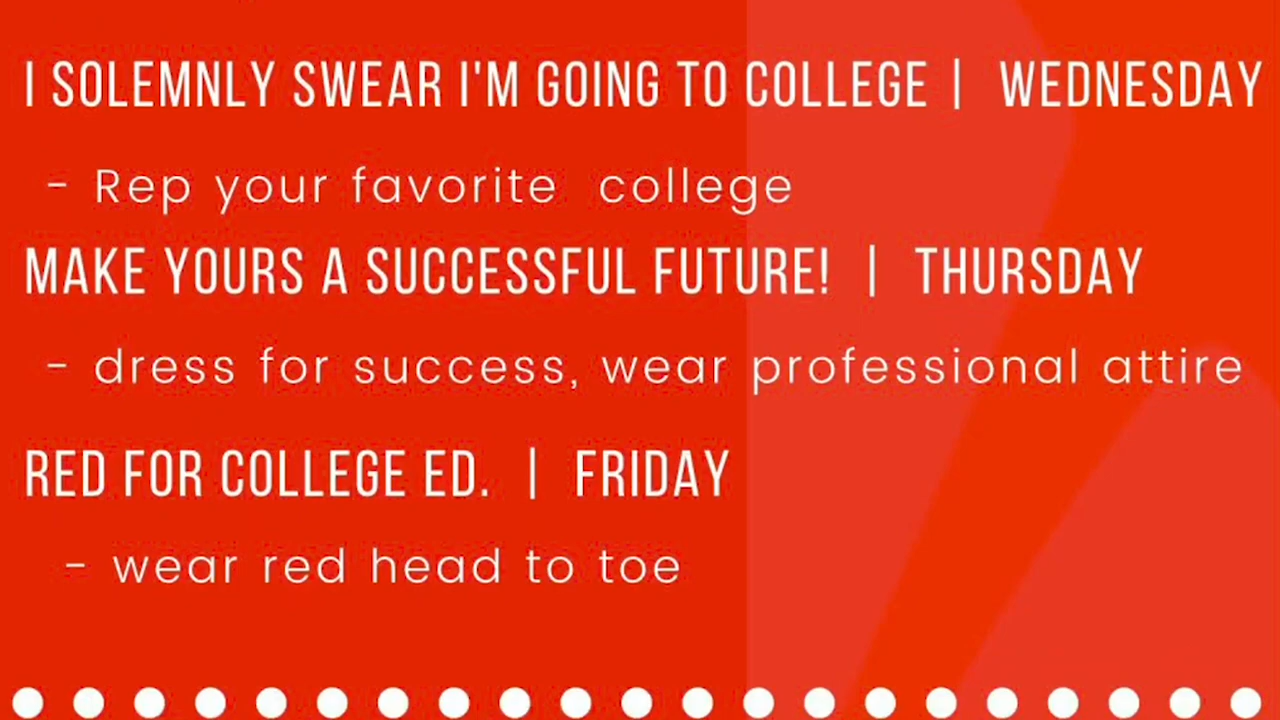 I SOLEMNLY SWEAR I'M GOING TO COLLEGE | WEDNESDAY
- Rep your favorite college
MAKE YOURS A SUCCESSFUL FUTURE! | THURSDAY
- dress for success, wear professional attire
RED FOR COLLEGE ED. | FRIDAY
- wear red head to toe